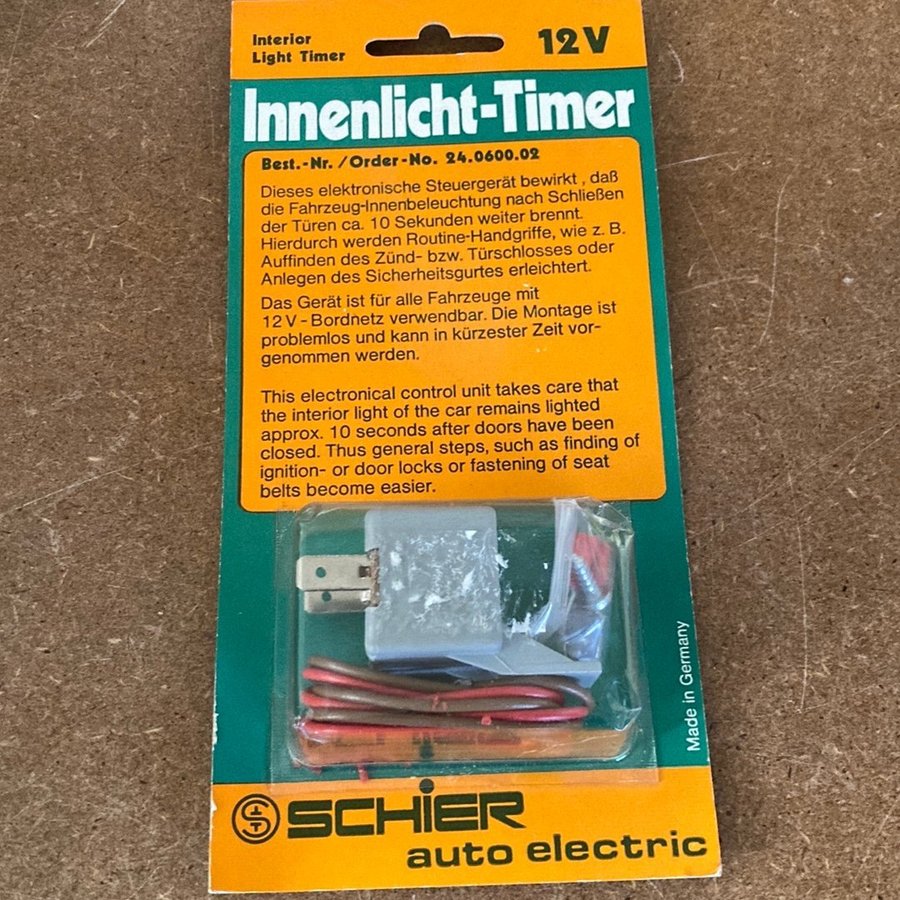 Interior
Light Timer
12 V
Innenlicht-Timer
Best.-Nr. /Order-No. 24.0600.02
Dieses elektronische Steuergerät bewirkt , daß
die Fahrzeug-Innenbeleuchtung nach Schließen
der Türen ca. 10 Sekunden weiter brennt.
Hierdurch werden Routine-Handgriffe, wie z. B.
Auffinden des Zünd- bzw. Türschlosses oder
Anlegen des Sicherheitsgurtes erleichtert.
Das Gerät ist für alle Fahrzeuge mit
12 V - Bordnetz verwendbar. Die Montage ist
problemlos und kann in kürzester Zeit vor-
genommen werden.
This electronical control unit takes care that
the interior light of the car remains lighted
approx. 10 seconds after doors have been
closed. Thus general steps, such as finding of
ignition- or door locks or fastening of seat
belts become easier.
Made in Germany
SCHiER
auto electric